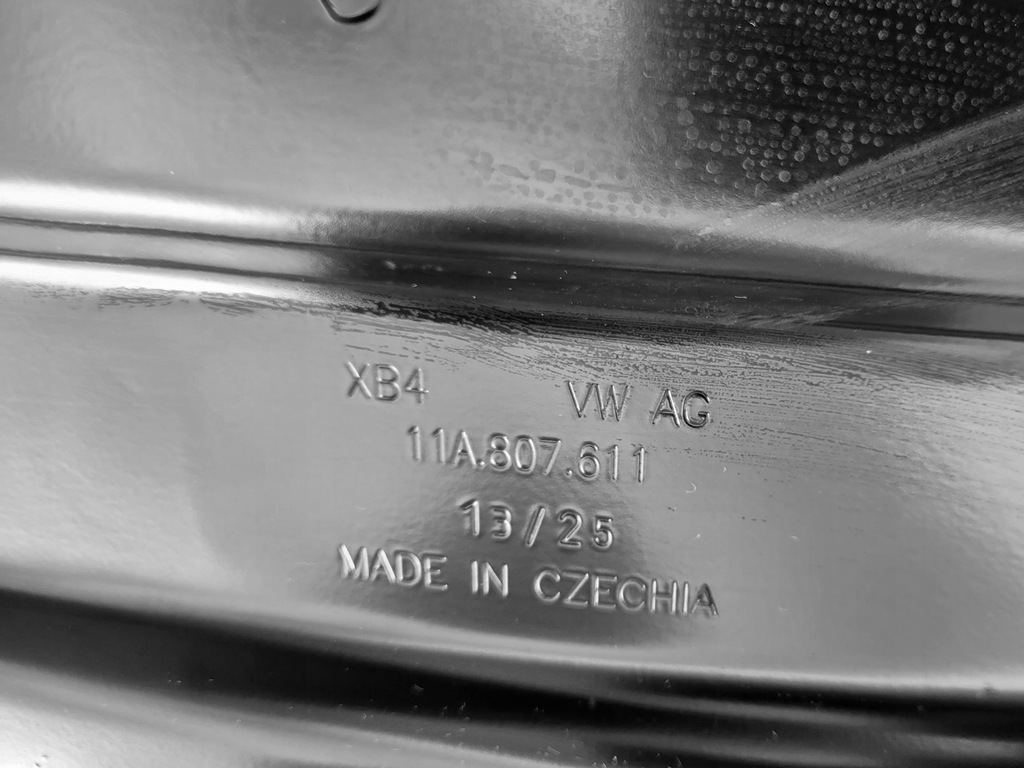 XB4 VW AG
11A.807.611
13/25
MADE IN CZECHIA